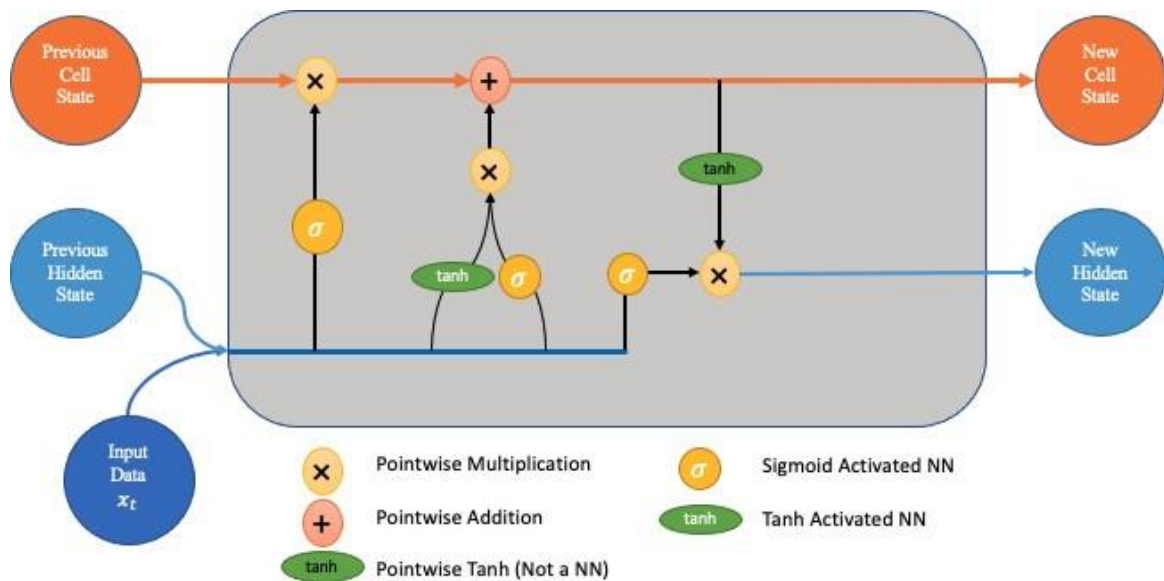 Previous
Cell
State
New
Cell
State
×
+
×
tanh
σ
Previous
Hidden
State
tanh
σ
σ
×
New
Hidden
State
Input
Data
x_t
× Pointwise Multiplication
σ Sigmoid Activated NN
+ Pointwise Addition
tanh Tanh Activated NN
tanh Pointwise Tanh (Not a NN)